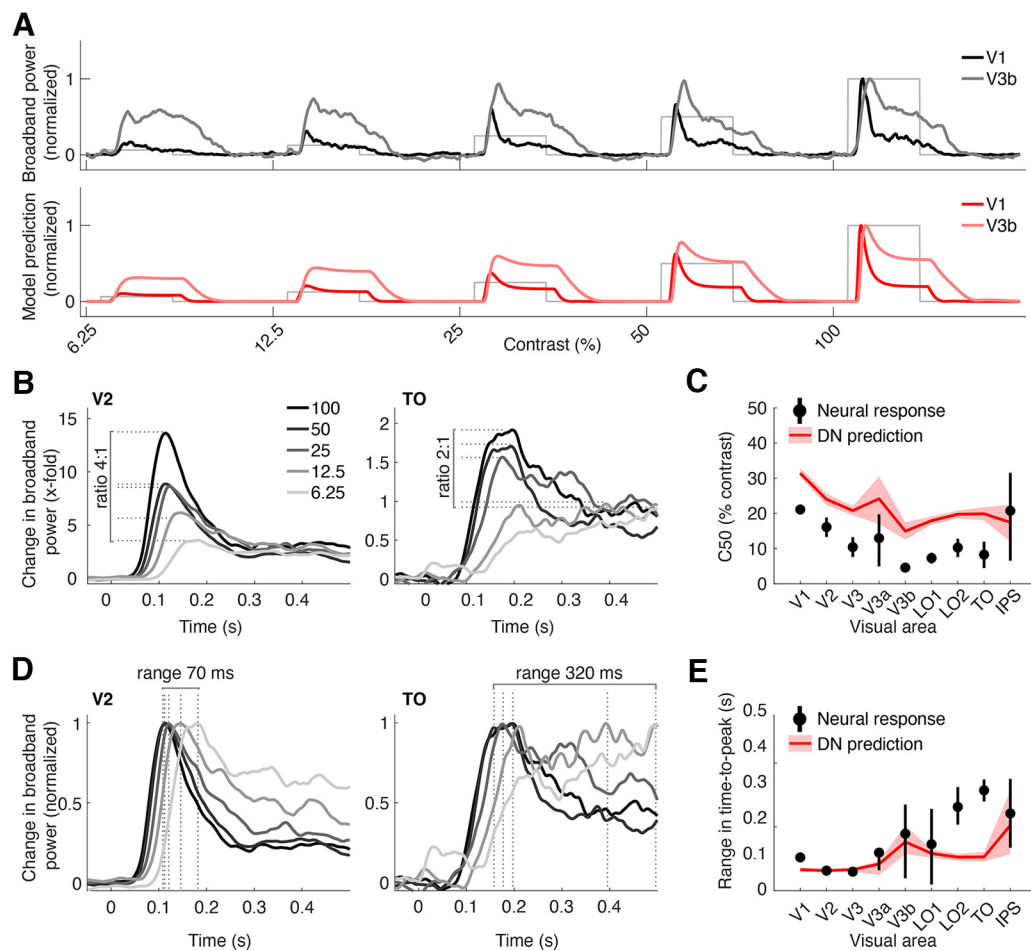 A
Broadband power
(normalized)
1
0
V1
V3b
Model prediction
(normalized)
1
0
V1
V3b
6.25
12.5
25
50
100
Contrast (%)
B
V2
Change in broadband
power (x-fold)
15
10
5
0
ratio 4:1
100
50
25
12.5
6.25
0
0.1
0.2
0.4
Time (s)
TO
2
1.5
1
0.5
0
ratio 2:1
0
0.1
0.2
0.4
Time (s)
C
C50 (% contrast)
50
40
30
20
10
0
Neural response
DN prediction
V1
V2
V3
V3a
V3b
LO1
LO2
TO
IPS
Visual area
D
range 70 ms
V2
Change in broadband
power (normalized)
1
0.5
0
0
0.1
0.2
0.4
Time (s)
range 320 ms
TO
1
0.5
0
0
0.1
0.2
0.4
Time (s)
E
Range in time-to-peak (s)
0.5
0.4
0.3
0.2
0.1
0
Neural response
DN prediction
V1
V2
V3
V3a
V3b
LO1
LO2
TO
IPS
Visual area